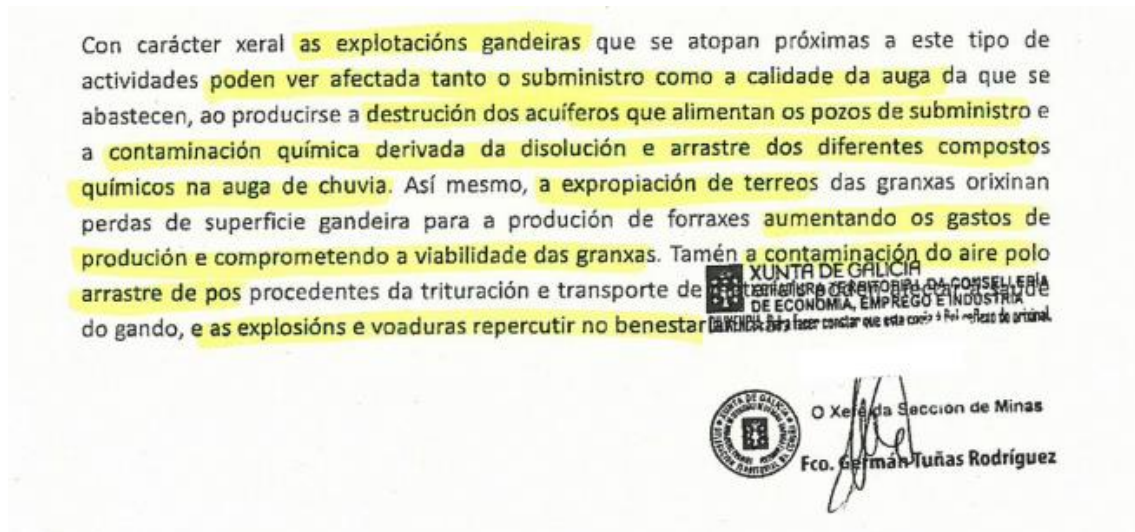 Con carácter xeral as explotacións gandeiras que se atopan próximas a este tipo de
actividades poden ver afectada tanto o subministro como a calidade da auga da que se
abastecen, ao producirse a destrución dos acuíferos que alimentan os pozos de subministro e
a contaminación química derivada da disolución e arrastre dos diferentes compostos
químicos na auga de chuvia. Así mesmo, a expropiación de terreos das granxas orixinan
perdas de superficie gandeira para a produción de forraxes aumentando os gastos de
produción e comprometendo a viabilidade das granxas. Tamén a contaminación do aire polo
arrastre de pos procedentes da trituración e transporte de
do gando, e as explosións e voaduras repercutir no benestar
XUNTA DE GALICIA
XEFATURA TERRITORIAL DA CONSELLERÍA
DE ECONOMÍA, EMPREGO E INDUSTRIA
DILIXENCIA: Para facer constar que esta copia é fiel reflexo do orixinal.
O Xefe da Sección de Minas
Fco. Germán Tuñas Rodríguez